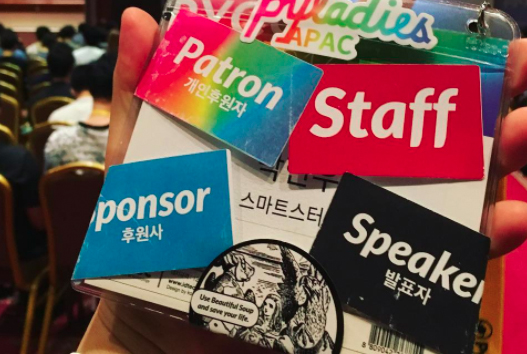 pyladies
APAC
Patron
개인후원자
Staff
ponsor
후원사
스마트스터
Speaker
발표자
Use Beautiful Soup
and save your life.